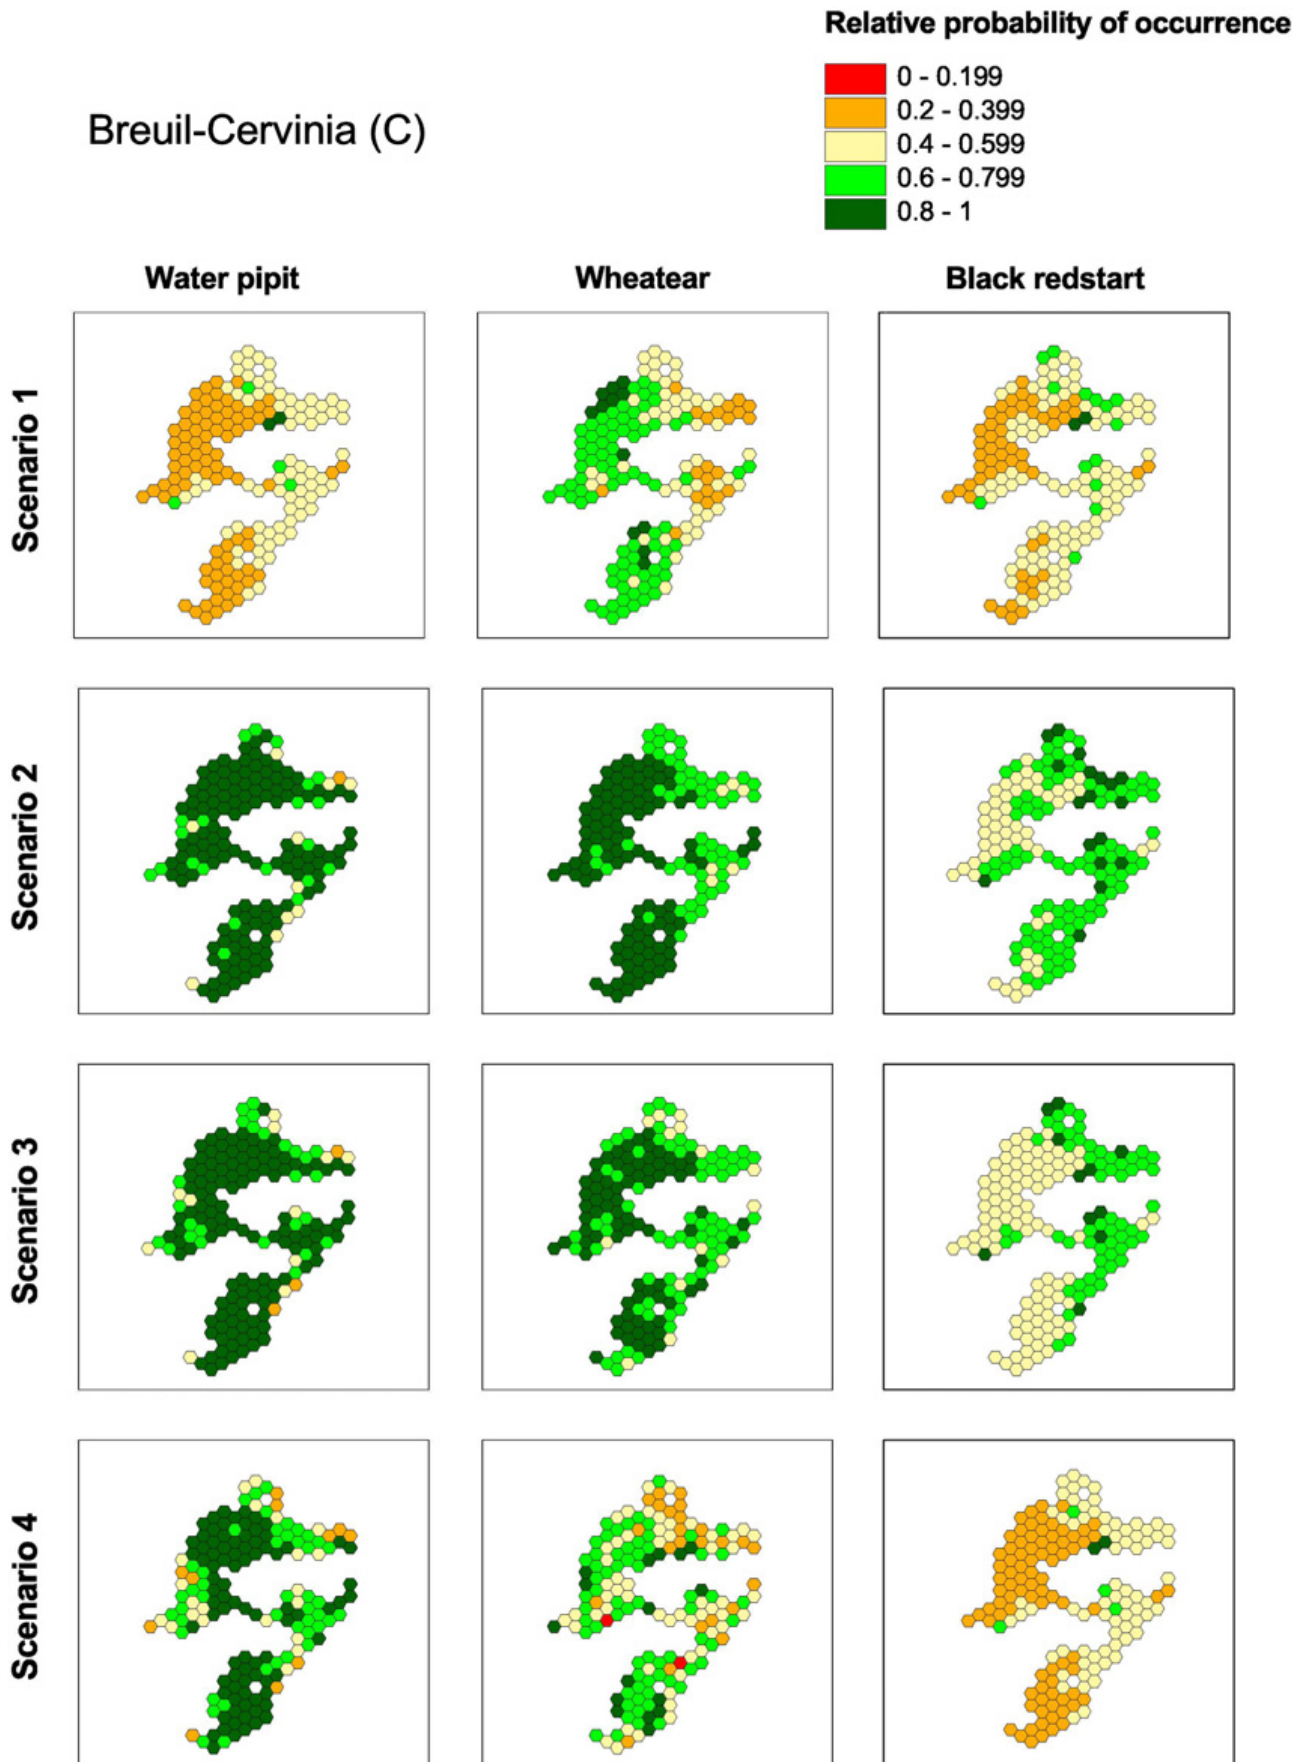 Relative probability of occurrence
0 - 0.199
0.2 - 0.399
0.4 - 0.599
0.6 - 0.799
0.8 - 1
Breuil-Cervinia (C)
Water pipit
Wheatear
Black redstart
Scenario 1
Scenario 2
Scenario 3
Scenario 4